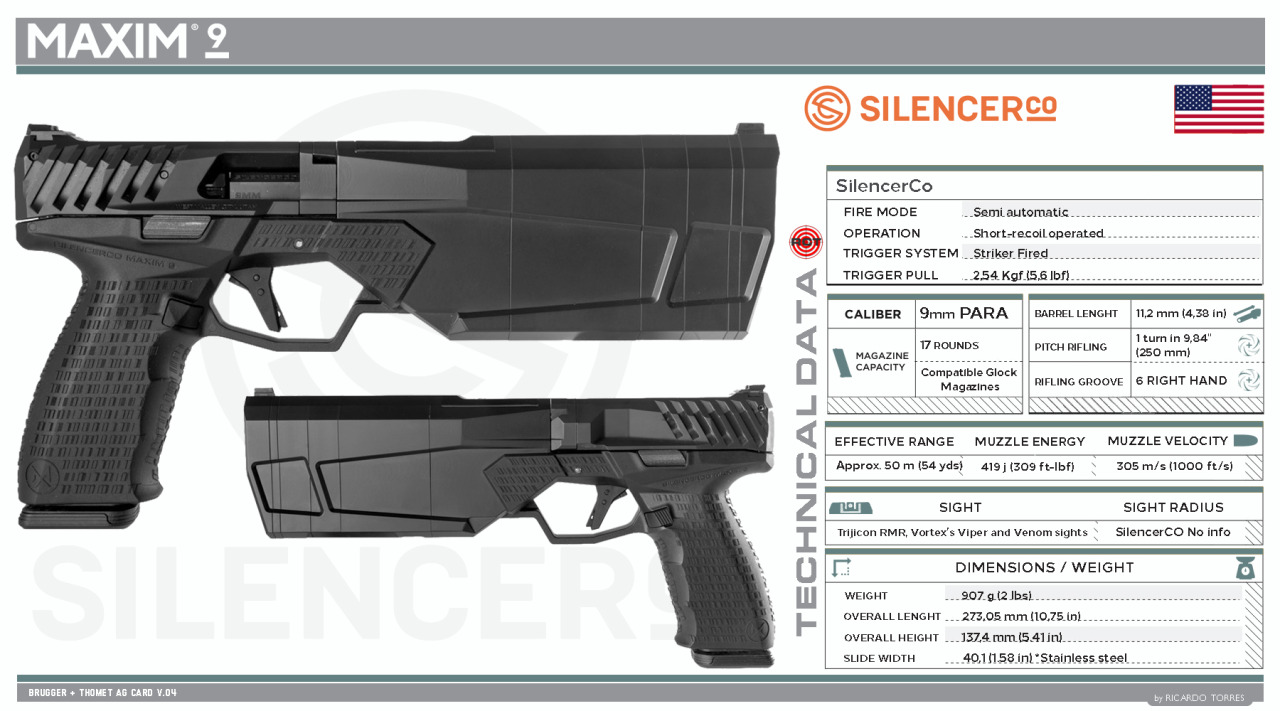 MAXIM® 9
SILENCERCO
SilencerCo
FIRE MODE Semi automatic
OPERATION Short-recoil operated
TRIGGER SYSTEM Striker Fired
TRIGGER PULL 2,54 Kgf (5,6 lbf)
TECHNICAL DATA
CALIBER 9mm PARA
MAGAZINE CAPACITY 17 ROUNDS
Compatible Glock
Magazines
BARREL LENGHT 11,2 mm (4,38 in)
PITCH RIFLING 1 turn in 9,84"
(250 mm)
RIFLING GROOVE 6 RIGHT HAND
EFFECTIVE RANGE MUZZLE ENERGY MUZZLE VELOCITY
Approx. 50 m (54 yds) 419 j (309 ft-lbf) 305 m/s (1000 ft/s)
SIGHT SIGHT RADIUS
Trijicon RMR, Vortex's Viper and Venom sights SilencerCO No info
DIMENSIONS / WEIGHT
WEIGHT 907 g (2 lbs)
OVERALL LENGHT 273,05 mm (10,75 in)
OVERALL HEIGHT 137,4 mm (5.41 in)
SLIDE WIDTH 40,1 (1.58 in) *Stainless steel
SILENCERCO MAXIM 9
9MM
SILENCERC
BRUGGER + THOMET AG CARD V.04
by RICARDO TORRES